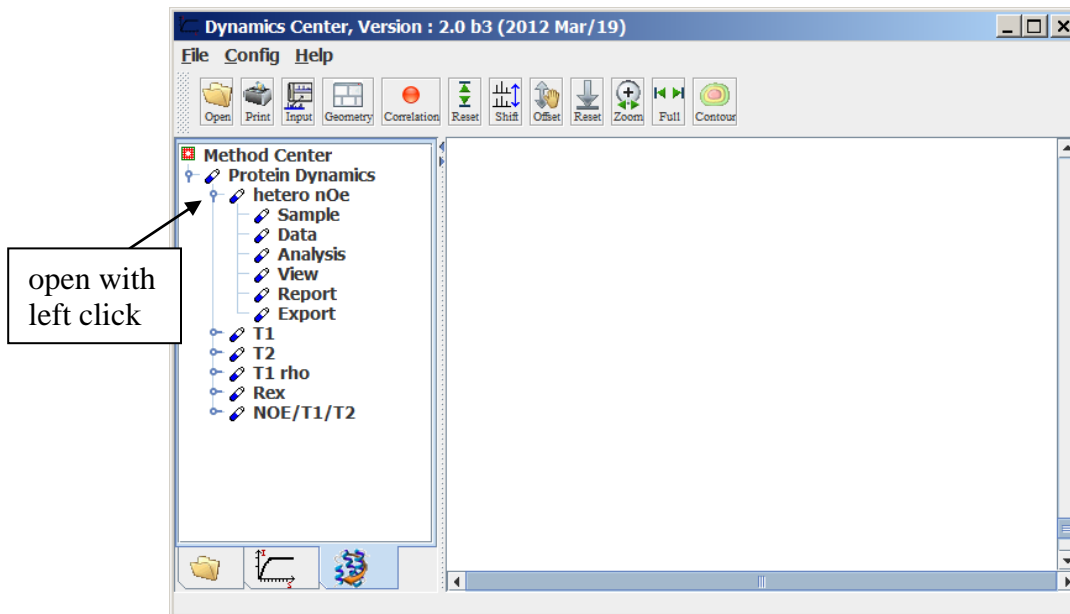 Dynamics Center, Version : 2.0 b3 (2012 Mar/19)
File Config Help
Open Print Input Geometry Correlation Reset Shift Offset Reset Zoom Full Contour
Method Center
Protein Dynamics
hetero nOe
Sample
Data
Analysis
View
Report
Export
T1
T2
T1 rho
Rex
NOE/T1/T2
open with
left click